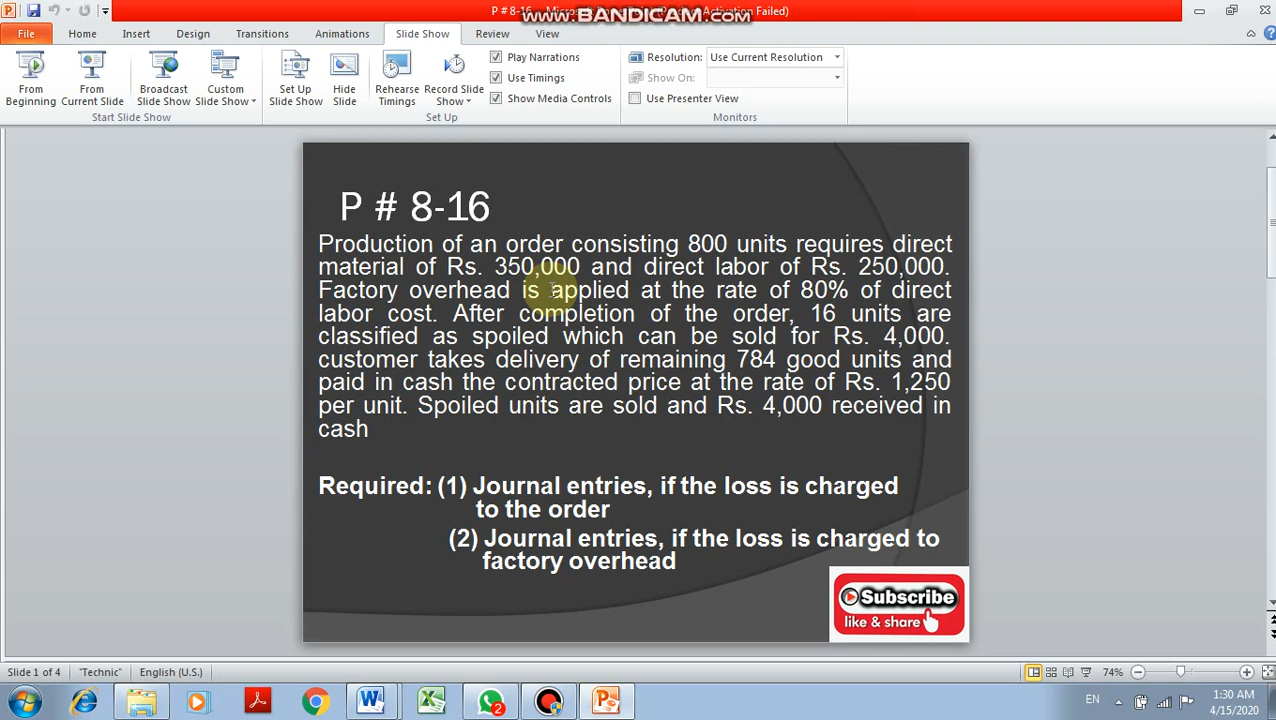 P # 8-16 - Micros
www.BANDICAM.com
Activation Failed)
File Home Insert Design Transitions Animations Slide Show Review View
From Beginning
From Current Slide
Broadcast Slide Show
Custom Slide Show
Set Up Slide Show
Hide Slide
Rehearse Timings
Record Slide Show
Play Narrations
Use Timings
Show Media Controls
Resolution: Use Current Resolution
Show On:
Use Presenter View
Start Slide Show
Set Up
Monitors
P # 8-16
Production of an order consisting 800 units requires direct
material of Rs. 350,000 and direct labor of Rs. 250,000.
Factory overhead is applied at the rate of 80% of direct
labor cost. After completion of the order, 16 units are
classified as spoiled which can be sold for Rs. 4,000.
customer takes delivery of remaining 784 good units and
paid in cash the contracted price at the rate of Rs. 1,250
per unit. Spoiled units are sold and Rs. 4,000 received in
cash
Required: (1) Journal entries, if the loss is charged
to the order
(2) Journal entries, if the loss is charged to
factory overhead
Subscribe
like & share
Slide 1 of 4 "Technic" English (U.S.) 74%
2
EN
1:30 AM
4/15/2020